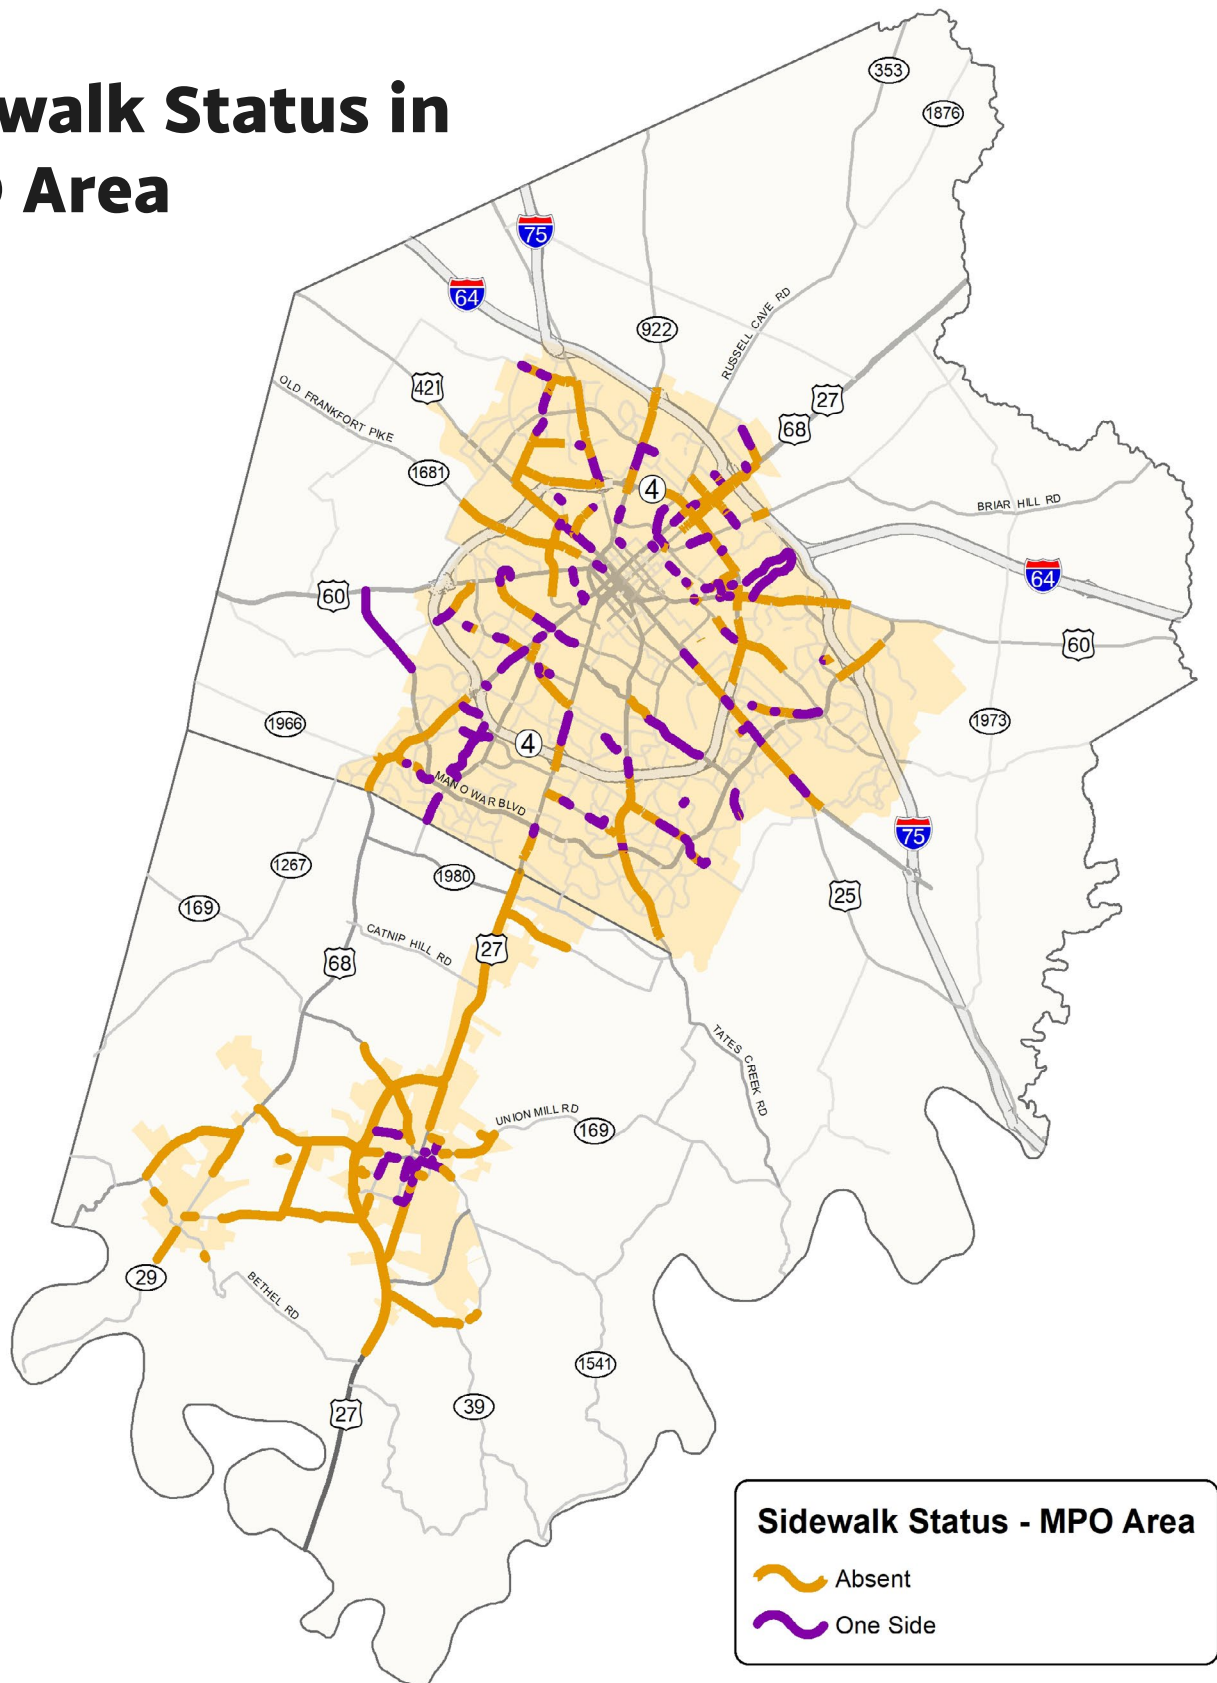 walk Status in
Area
353
1876
75
64
922
RUSSELL CAVE RD
421
27
68
OLD FRANKFORT PIKE
1681
4
BRIAR HILL RD
64
60
60
1966
1973
4
MAN O WAR BLVD
75
1267
1980
25
169
CATNIP HILL RD
27
68
TATES CREEK RD
UNION MILL RD
169
29
BETHEL RD
1541
39
27
Sidewalk Status - MPO Area
Absent
One Side